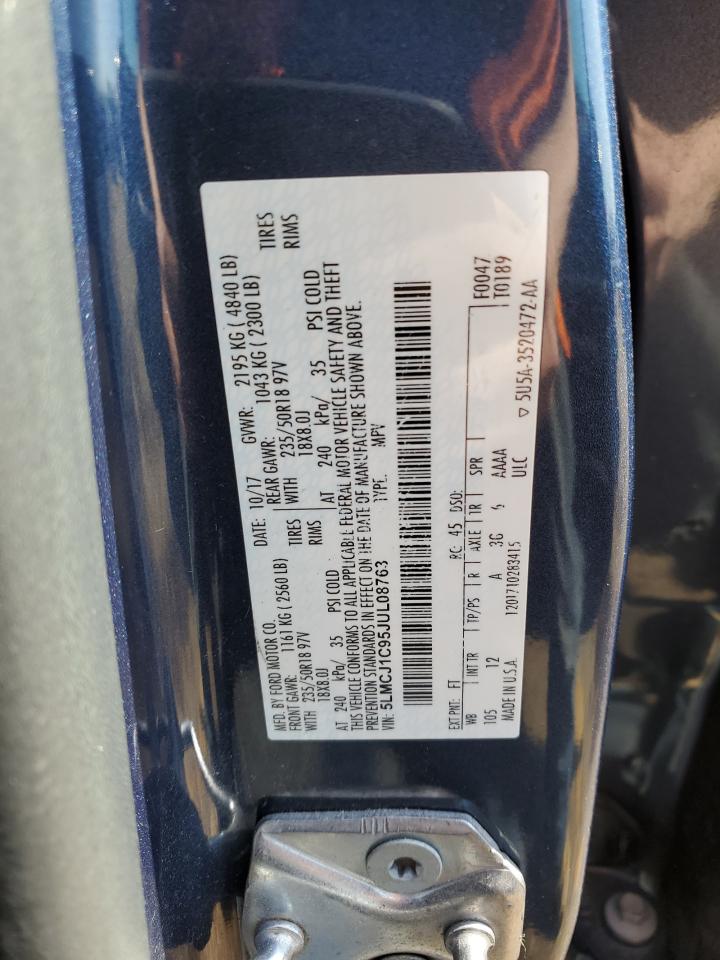 MFD. BY FORD MOTOR CO.
DATE: 10/17 GVWR: 2195 KG ( 4840 LB)
FRONT GAWR: 1161 KG ( 2560 LB) REAR GAWR: 1043 KG ( 2300 LB)
WITH 235/50R18 97V TIRES WITH 235/50R18 97V TIRES
18X8.0J RIMS 18X8.0J RIMS
AT 240 kPa/ 35 PSI COLD AT 240 kPa/ 35 PSI COLD
THIS VEHICLE CONFORMS TO ALL APPLICABLE FEDERAL MOTOR VEHICLE SAFETY AND THEFT
PREVENTION STANDARDS IN EFFECT ON THE DATE OF MANUFACTURE SHOWN ABOVE.
VIN: 5LMCJ1C95JUL08763 TYPE: MPV
F0047
T0189
EXT PNT: FT RC: 45 DSO:
WB INT TR TP/PS R AXLE TR SPR
105 12 A 3G AAAA
MADE IN U.S.A. 1201710283415 ULC
▽ 5U5A-3520472-AA